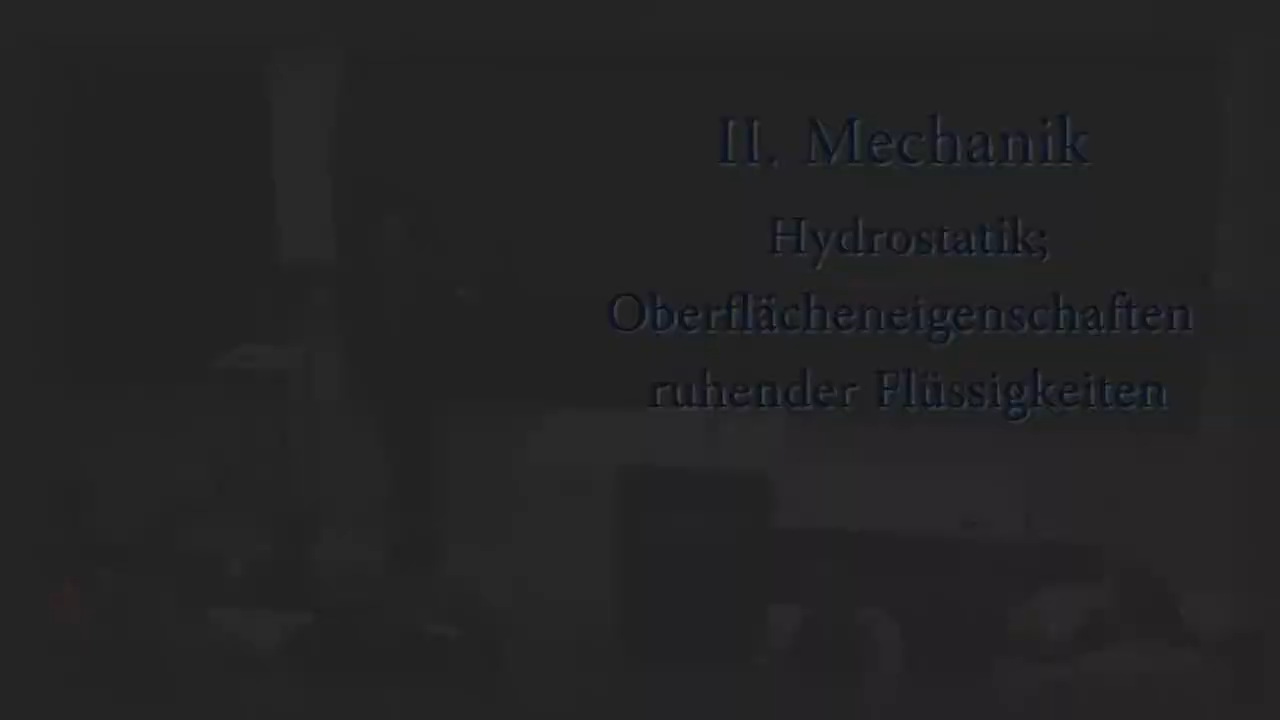 II. Mechanik
Hydrostatik;
Oberflächeneigenschaften
ruhender Flüssigkeiten